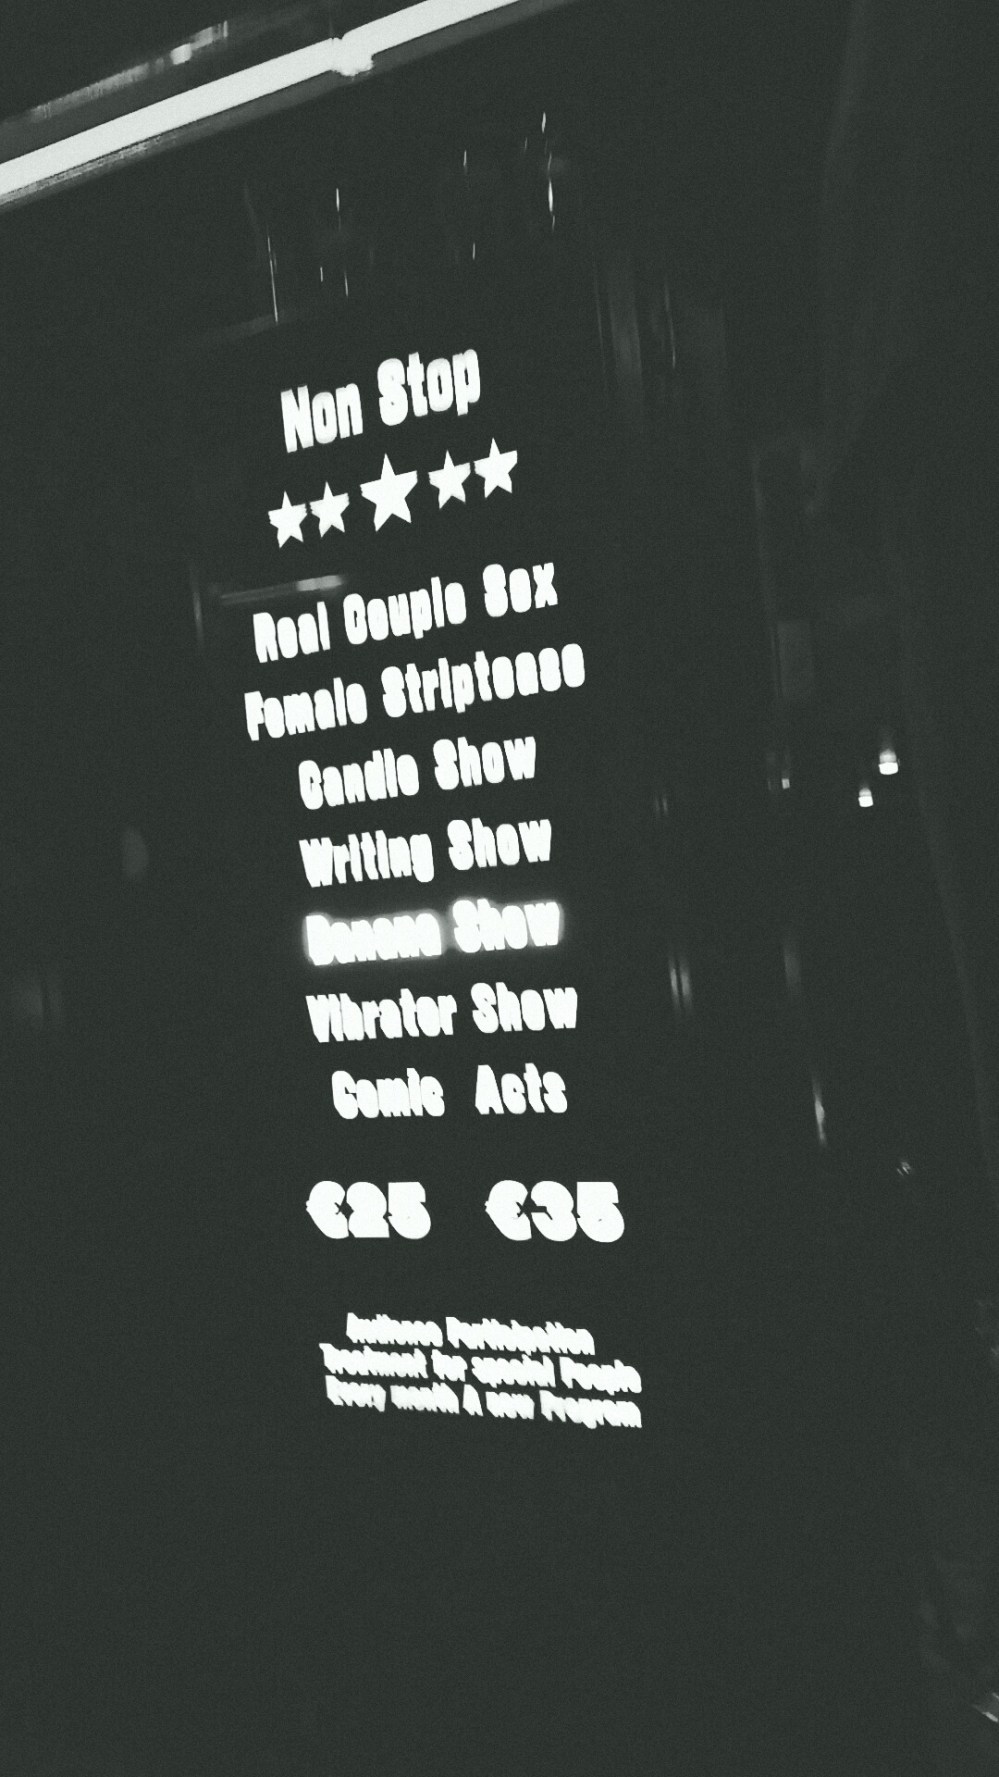 Non Stop
★★★★★
Real Couple Sex
Female Striptease
Candle Show
Writing Show
Banana Show
Vibrator Show
Comic Acts
€25 €35
Audience Participation
Treatment for special People
Every month A new Program